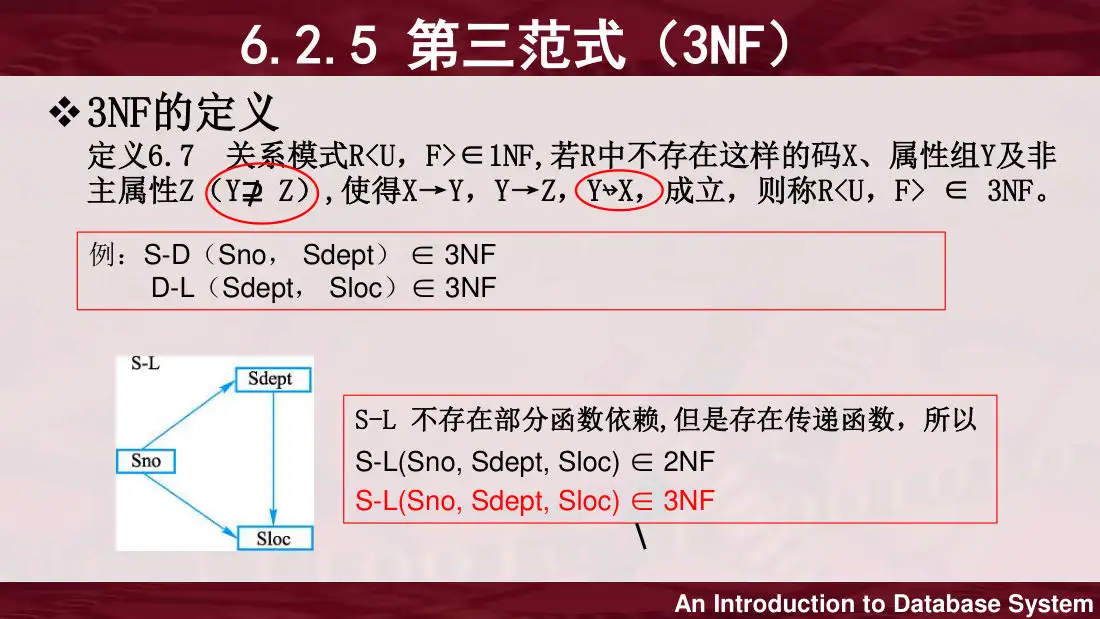 6.2.5 第三范式（3NF）
❖3NF的定义
定义6.7 关系模式R<U，F>∈1NF,若R中不存在这样的码X、属性组Y及非
主属性Z（Y⊉ Z）,使得X→Y，Y→Z，Y↛X，成立，则称R<U，F> ∈ 3NF。
例：S-D（Sno， Sdept） ∈ 3NF
D-L（Sdept， Sloc）∈ 3NF
S-L
Sdept
Sno
Sloc
S-L 不存在部分函数依赖,但是存在传递函数，所以
S-L(Sno, Sdept, Sloc) ∈ 2NF
S-L(Sno, Sdept, Sloc) ∈ 3NF
\
An Introduction to Database System